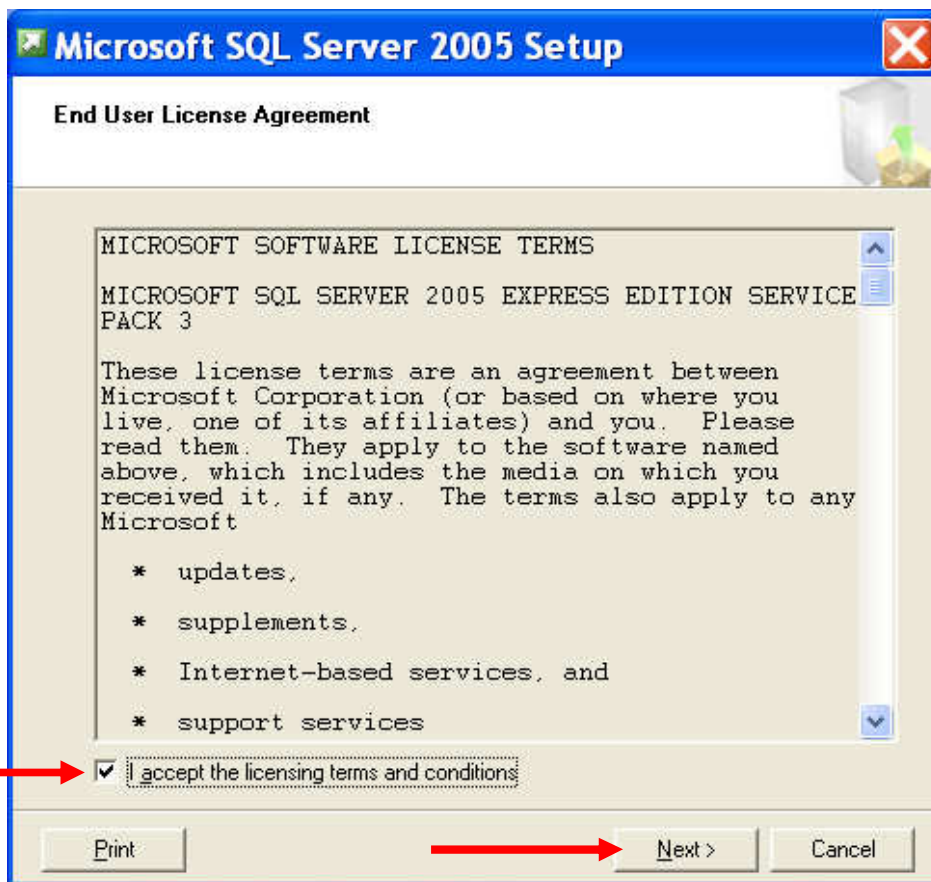 Microsoft SQL Server 2005 Setup
End User License Agreement
MICROSOFT SOFTWARE LICENSE TERMS
MICROSOFT SQL SERVER 2005 EXPRESS EDITION SERVICE
PACK 3
These license terms are an agreement between
Microsoft Corporation (or based on where you
live, one of its affiliates) and you.  Please
read them.  They apply to the software named
above, which includes the media on which you
received it, if any.  The terms also apply to any
Microsoft
* updates,
* supplements,
* Internet-based services, and
* support services
I accept the licensing terms and conditions
Print
Next >
Cancel